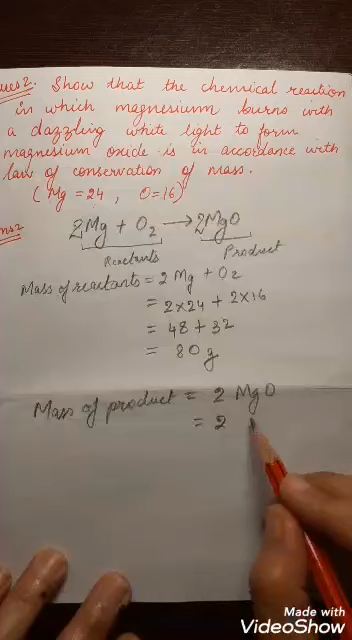 Ques2. Show that the chemical reaction
in which magnesium burns with
a dazzling white light to form
magnesium oxide is in accordance with
law of conservation of mass.
(Mg = 24, O = 16)
Ans2 2Mg + O₂ → 2MgO
Reactants Product
Mass of reactants = 2 Mg + O₂
= 2×24 + 2×16
= 48 + 32
= 80 g
Mass of product = 2 MgO
= 2
Made with
VideoShow